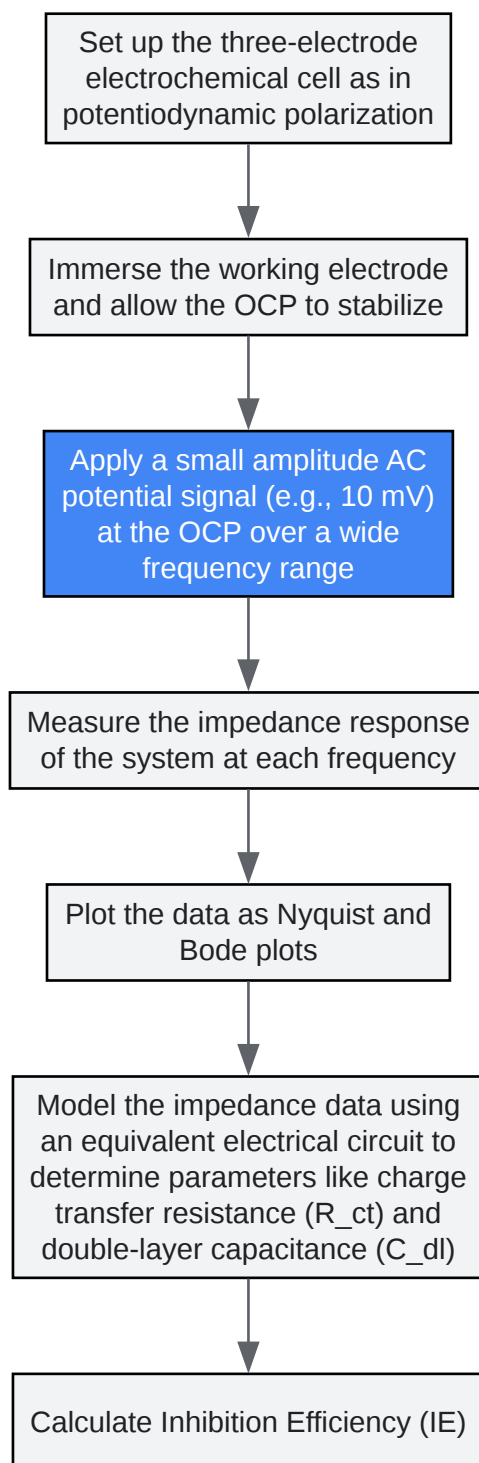 Set up the three-electrode
electrochemical cell as in
potentiodynamic polarization
Immerse the working electrode
and allow the OCP to stabilize
Apply a small amplitude AC
potential signal (e.g., 10 mV)
at the OCP over a wide
frequency range
Measure the impedance response
of the system at each frequency
Plot the data as Nyquist and
Bode plots
Model the impedance data using
an equivalent electrical circuit to
determine parameters like charge
transfer resistance (R_ct) and
double-layer capacitance (C_dl)
Calculate Inhibition Efficiency (IE)